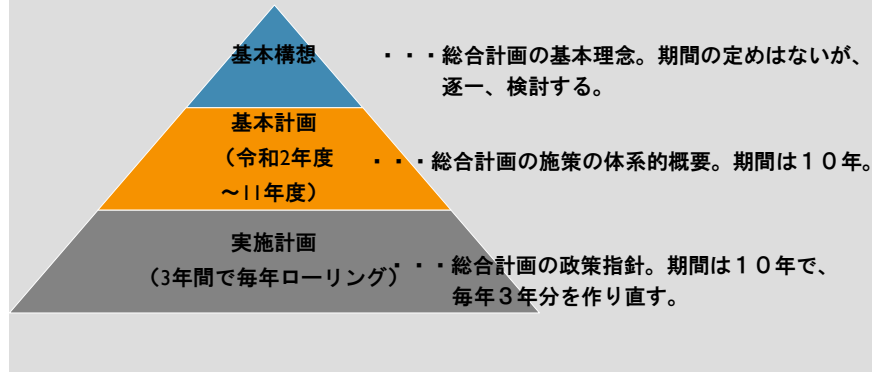 基本構想
・・・総合計画の基本理念。期間の定めはないが、
逐一、検討する。
基本計画
（令和2年度
～11年度）
・・・総合計画の施策の体系的概要。期間は１０年。
実施計画
（3年間で毎年ローリング）
・・・総合計画の政策指針。期間は１０年で、
毎年３年分を作り直す。